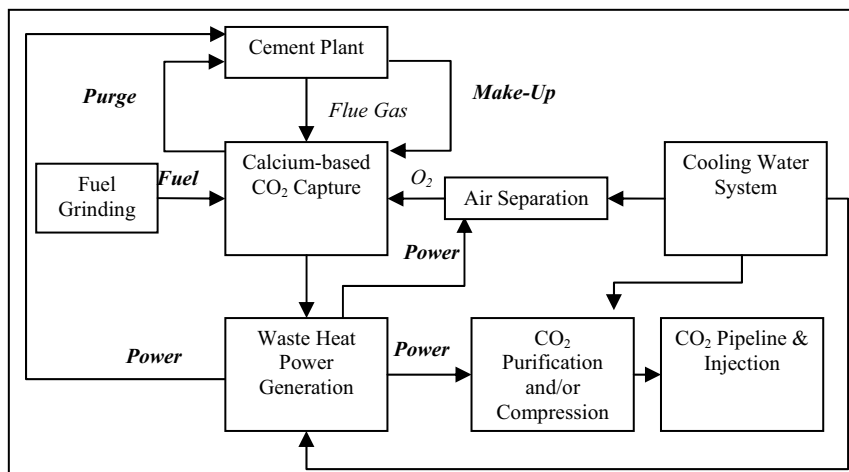 Cement Plant
Purge
Flue Gas
Make-Up
Fuel
Grinding
Fuel
Calcium-based
CO₂ Capture
O₂
Air Separation
Cooling Water
System
Power
Power
Waste Heat
Power
Generation
Power
CO₂
Purification
and/or
Compression
CO₂ Pipeline &
Injection